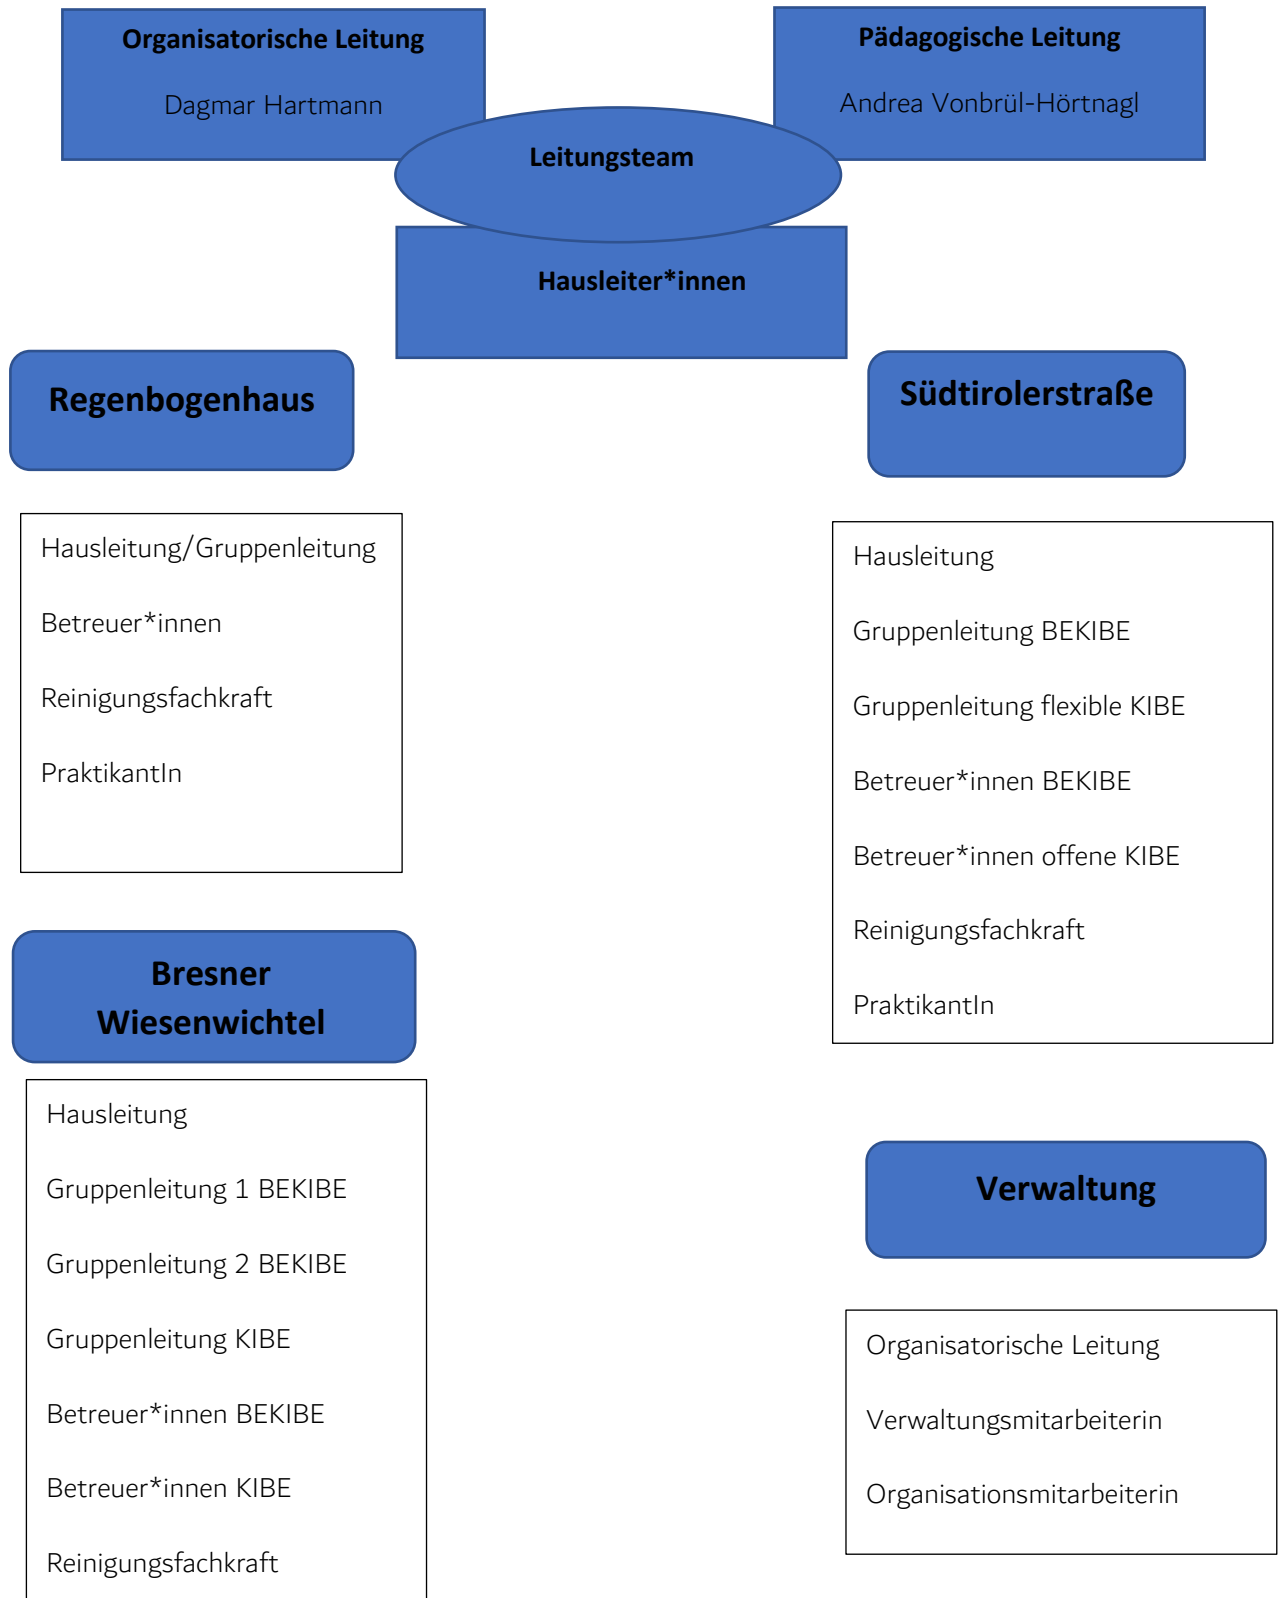 Organisatorische Leitung
Dagmar Hartmann
Pädagogische Leitung
Andrea Vonbrül-Hörtnagl
Leitungsteam
Hausleiter*innen
Regenbogenhaus
Hausleitung/Gruppenleitung
Betreuer*innen
Reinigungsfachkraft
PraktikantIn
Südtirolerstraße
Hausleitung
Gruppenleitung BEKIBE
Gruppenleitung flexible KIBE
Betreuer*innen BEKIBE
Betreuer*innen offene KIBE
Reinigungsfachkraft
PraktikantIn
Bresner
Wiesenwichtel
Hausleitung
Gruppenleitung 1 BEKIBE
Gruppenleitung 2 BEKIBE
Gruppenleitung KIBE
Betreuer*innen BEKIBE
Betreuer*innen KIBE
Reinigungsfachkraft
Verwaltung
Organisatorische Leitung
Verwaltungsmitarbeiterin
Organisationsmitarbeiterin